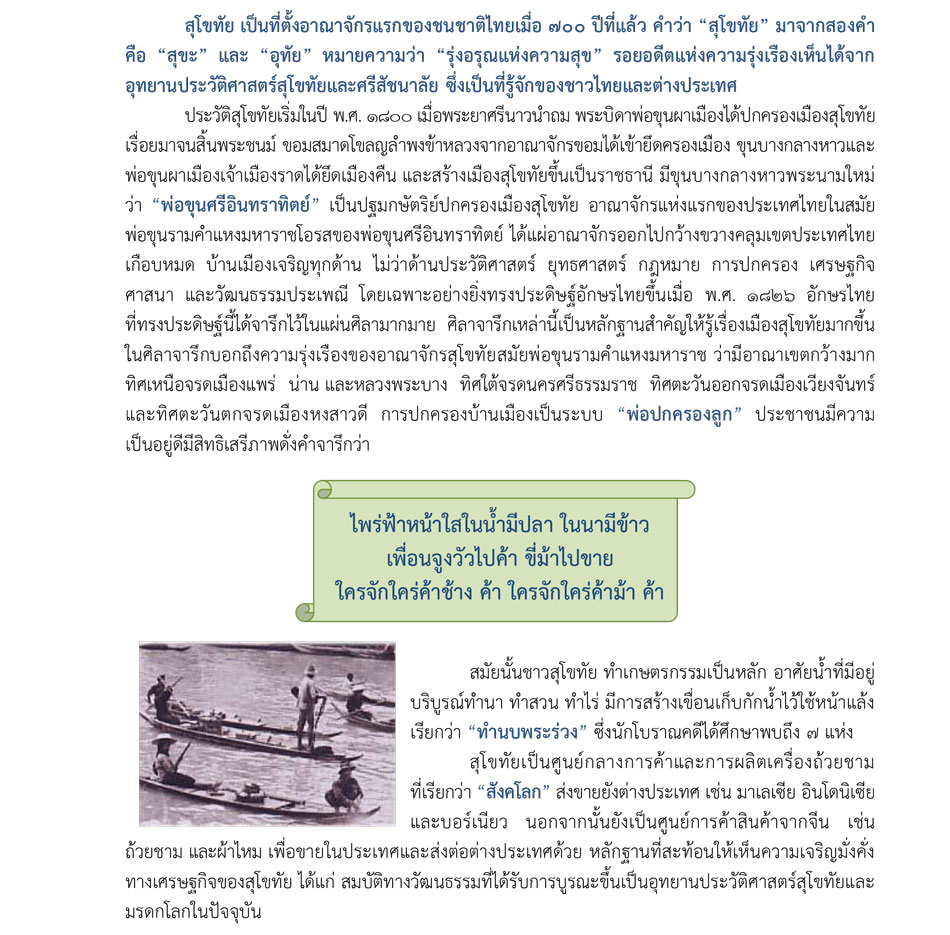 สุโขทัย เป็นที่ตั้งอาณาจักรแรกของชนชาติไทยเมื่อ ๗๐๐ ปีที่แล้ว คำว่า “สุโขทัย” มาจากสองคำ
คือ “สุขะ” และ “อุทัย” หมายความว่า “รุ่งอรุณแห่งความสุข” รอยอดีตแห่งความรุ่งเรืองเห็นได้จาก
อุทยานประวัติศาสตร์สุโขทัยและศรีสัชนาลัย ซึ่งเป็นที่รู้จักของชาวไทยและต่างประเทศ
ประวัติสุโขทัยเริ่มในปี พ.ศ. ๑๘๐๐ เมื่อพระยาศรีนาวนำถม พระบิดาพ่อขุนผาเมืองได้ปกครองเมืองสุโขทัย
เรื่อยมาจนสิ้นพระชนม์ ขอมสมาดโขลญลำพงข้าหลวงจากอาณาจักรขอมได้เข้ายึดครองเมือง ขุนบางกลางหาวและ
พ่อขุนผาเมืองเจ้าเมืองราดได้ยึดเมืองคืน และสร้างเมืองสุโขทัยขึ้นเป็นราชธานี มีขุนบางกลางหาวพระนามใหม่
ว่า “พ่อขุนศรีอินทราทิตย์” เป็นปฐมกษัตริย์ปกครองเมืองสุโขทัย อาณาจักรแห่งแรกของประเทศไทยในสมัย
พ่อขุนรามคำแหงมหาราชโอรสของพ่อขุนศรีอินทราทิตย์ ได้แผ่อาณาจักรออกไปกว้างขวางคลุมเขตประเทศไทย
เกือบหมด บ้านเมืองเจริญทุกด้าน ไม่ว่าด้านประวัติศาสตร์ ยุทธศาสตร์ กฎหมาย การปกครอง เศรษฐกิจ
ศาสนา และวัฒนธรรมประเพณี โดยเฉพาะอย่างยิ่งทรงประดิษฐ์อักษรไทยขึ้นเมื่อ พ.ศ. ๑๘๒๖ อักษรไทย
ที่ทรงประดิษฐ์นี้ได้จารึกไว้ในแผ่นศิลามากมาย ศิลาจารึกเหล่านี้เป็นหลักฐานสำคัญให้รู้เรื่องเมืองสุโขทัยมากขึ้น
ในศิลาจารึกบอกถึงความรุ่งเรืองของอาณาจักรสุโขทัยสมัยพ่อขุนรามคำแหงมหาราช ว่ามีอาณาเขตกว้างมาก
ทิศเหนือจรดเมืองแพร่ น่าน และหลวงพระบาง ทิศใต้จรดนครศรีธรรมราช ทิศตะวันออกจรดเมืองเวียงจันทร์
และทิศตะวันตกจรดเมืองหงสาวดี การปกครองบ้านเมืองเป็นระบบ “พ่อปกครองลูก” ประชาชนมีความ
เป็นอยู่ดีมีสิทธิเสรีภาพดั่งคำจารึกว่า
ไพร่ฟ้าหน้าใสในน้ำมีปลา ในนามีข้าว
เพื่อนจูงวัวไปค้า ขี่ม้าไปขาย
ใครจักใคร่ค้าช้าง ค้า ใครจักใคร่ค้าม้า ค้า
สมัยนั้นชาวสุโขทัย ทำเกษตรกรรมเป็นหลัก อาศัยน้ำที่มีอยู่
บริบูรณ์ทำนา ทำสวน ทำไร่ มีการสร้างเขื่อนเก็บกักน้ำไว้ใช้หน้าแล้ง
เรียกว่า “ทำนบพระร่วง” ซึ่งนักโบราณคดีได้ศึกษาพบถึง ๗ แห่ง
สุโขทัยเป็นศูนย์กลางการค้าและการผลิตเครื่องถ้วยชาม
ที่เรียกว่า “สังคโลก” ส่งขายยังต่างประเทศ เช่น มาเลเซีย อินโดนิเซีย
และบอร์เนียว นอกจากนั้นยังเป็นศูนย์การค้าสินค้าจากจีน เช่น
ถ้วยชาม และผ้าไหม เพื่อขายในประเทศและส่งต่อต่างประเทศด้วย หลักฐานที่สะท้อนให้เห็นความเจริญมั่งคั่ง
ทางเศรษฐกิจของสุโขทัย ได้แก่ สมบัติทางวัฒนธรรมที่ได้รับการบูรณะขึ้นเป็นอุทยานประวัติศาสตร์สุโขทัยและ
มรดกโลกในปัจจุบัน